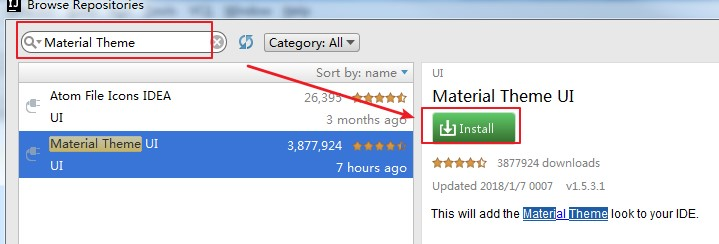 IJ
Browse Repositories
Material Theme
Category: All
Sort by: name
Atom File Icons IDEA
26,395
UI
3 months ago
Material Theme UI
3,877,924
UI
7 hours ago
UI
Material Theme UI
Install
3877924 downloads
Updated 2018/1/7 0007 v1.5.3.1
This will add the Material Theme look to your IDE.